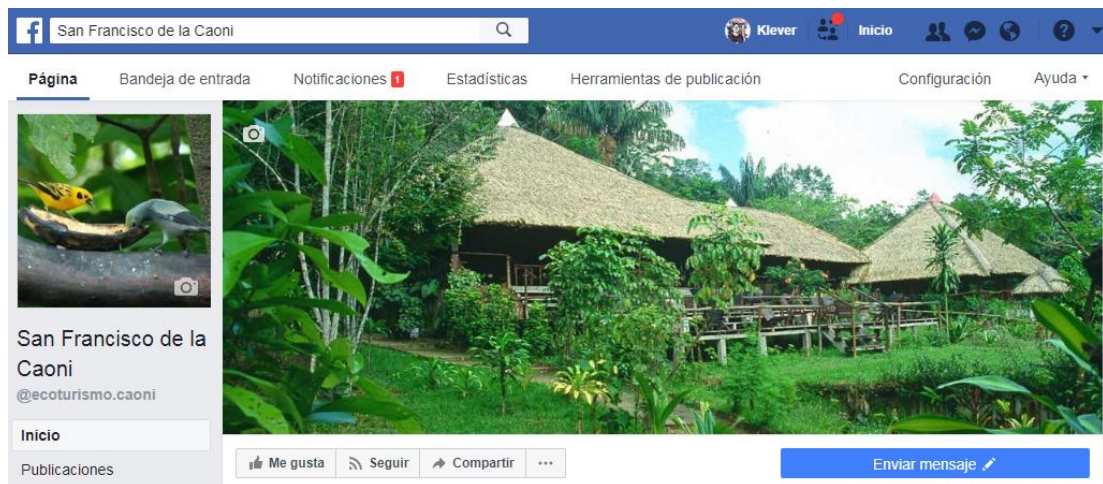 f San Francisco de la Caoni Klever Inicio ?
Página Bandeja de entrada Notificaciones 1 Estadísticas Herramientas de publicación Configuración Ayuda
San Francisco de la
Caoni
@ecoturismo.caoni
Inicio
Publicaciones
Me gusta Seguir Compartir ... Enviar mensaje